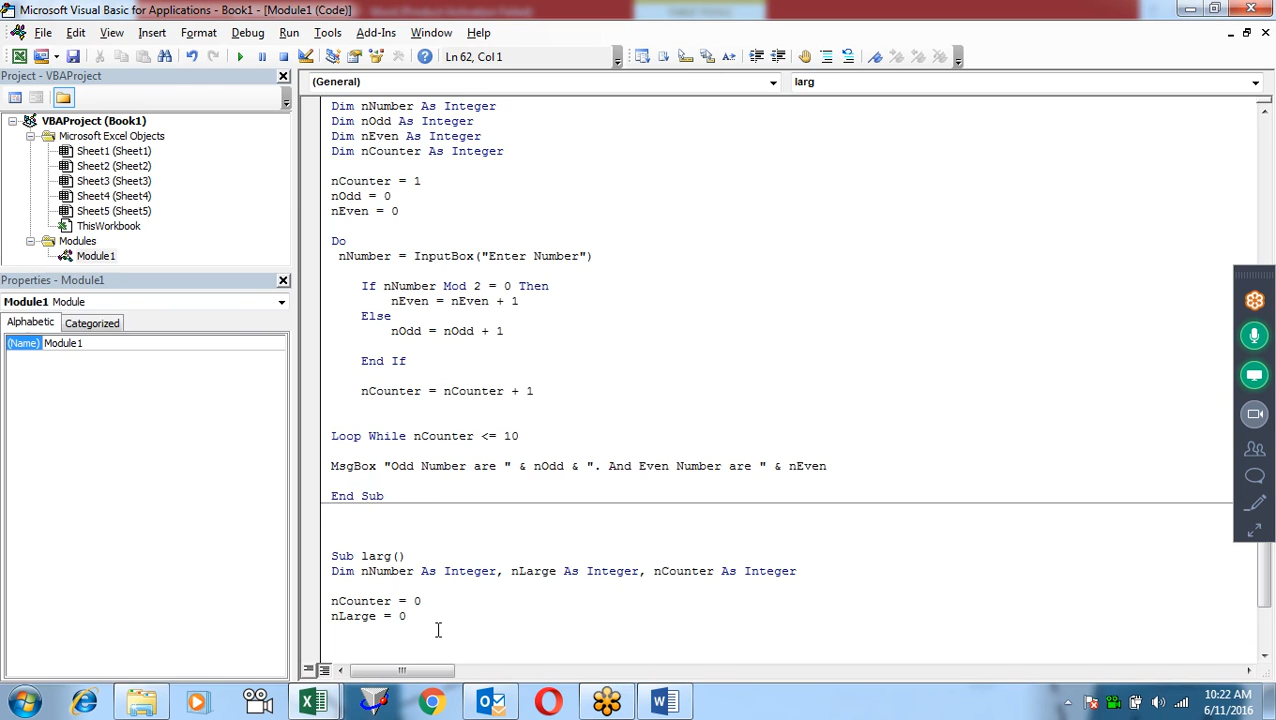 Microsoft Visual Basic for Applications - Book1 - [Module1 (Code)]
File Edit View Insert Format Debug Run Tools Add-Ins Window Help
Ln 62, Col 1
Project - VBAProject
(General)
larg
VBAProject (Book1)
Microsoft Excel Objects
Sheet1 (Sheet1)
Sheet2 (Sheet2)
Sheet3 (Sheet3)
Sheet4 (Sheet4)
Sheet5 (Sheet5)
ThisWorkbook
Modules
Module1
Properties - Module1
Module1 Module
Alphabetic Categorized
(Name) Module1
Dim nNumber As Integer
Dim nOdd As Integer
Dim nEven As Integer
Dim nCounter As Integer
nCounter = 1
nOdd = 0
nEven = 0
Do
nNumber = InputBox("Enter Number")
If nNumber Mod 2 = 0 Then
nEven = nEven + 1
Else
nOdd = nOdd + 1
End If
nCounter = nCounter + 1
Loop While nCounter <= 10
MsgBox "Odd Number are " & nOdd & ". And Even Number are " & nEven
End Sub
Sub larg()
Dim nNumber As Integer, nLarge As Integer, nCounter As Integer
nCounter = 0
nLarge = 0
10:22 AM
6/11/2016